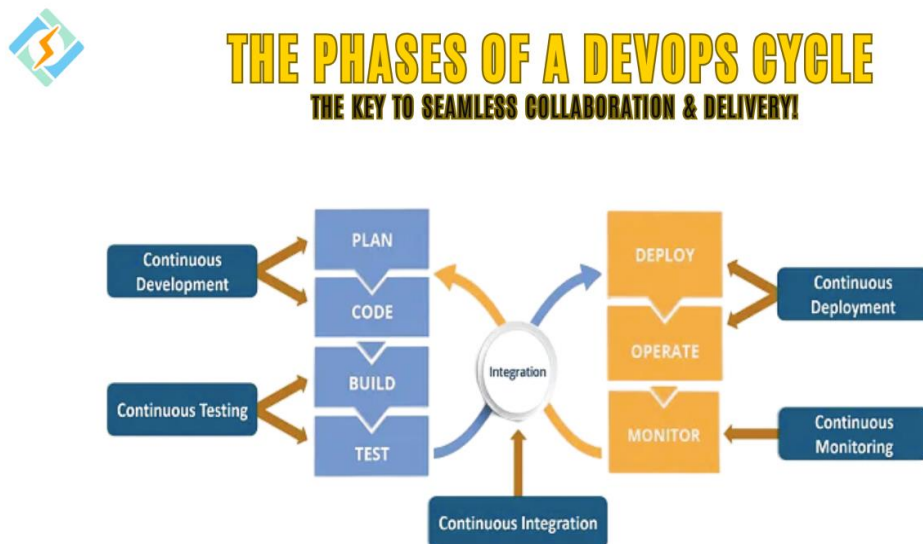 THE PHASES OF A DEVOPS CYCLE
THE KEY TO SEAMLESS COLLABORATION & DELIVERY!
Continuous
Development
PLAN
CODE
Continuous Testing
BUILD
TEST
Integration
Continuous Integration
DEPLOY
OPERATE
MONITOR
Continuous
Deployment
Continuous
Monitoring